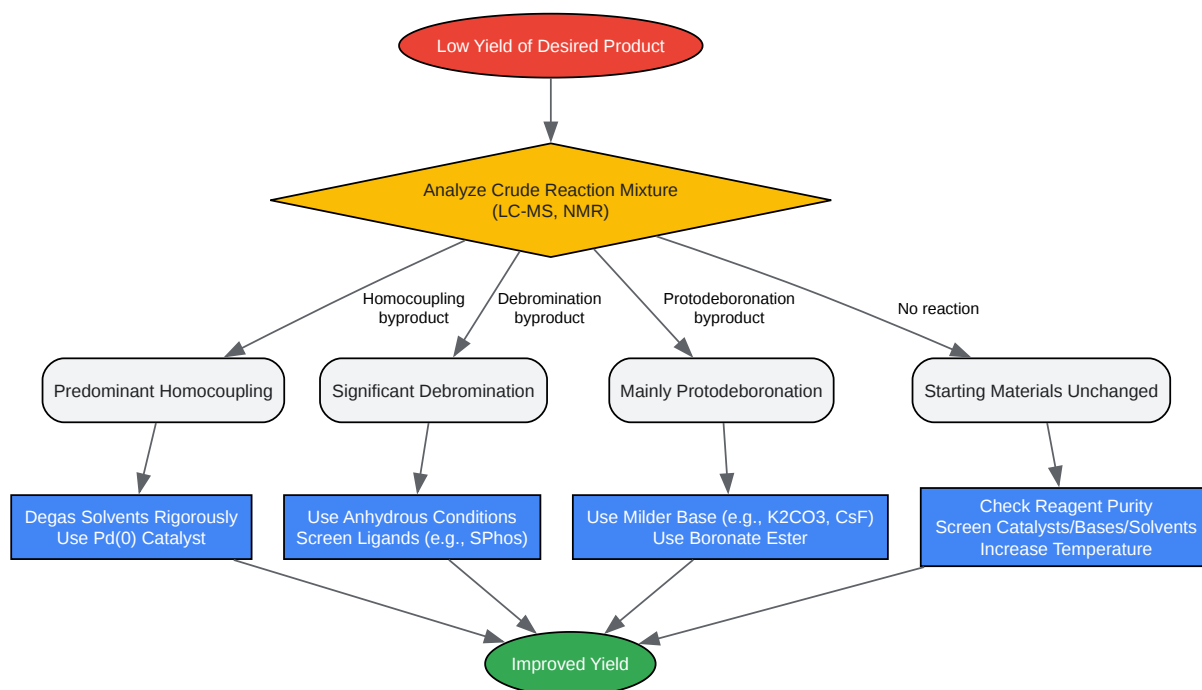 Low Yield of Desired Product
Analyze Crude Reaction Mixture
(LC-MS, NMR)
Homocoupling
byproduct
Debromination
byproduct
Protodeboronation
byproduct
No reaction
Predominant Homocoupling
Significant Debromination
Mainly Protodeboronation
Starting Materials Unchanged
Degas Solvents Rigorously
Use Pd(0) Catalyst
Use Anhydrous Conditions
Screen Ligands (e.g., SPhos)
Use Milder Base (e.g., K2CO3, CsF)
Use Boronate Ester
Check Reagent Purity
Screen Catalysts/Bases/Solvents
Increase Temperature
Improved Yield